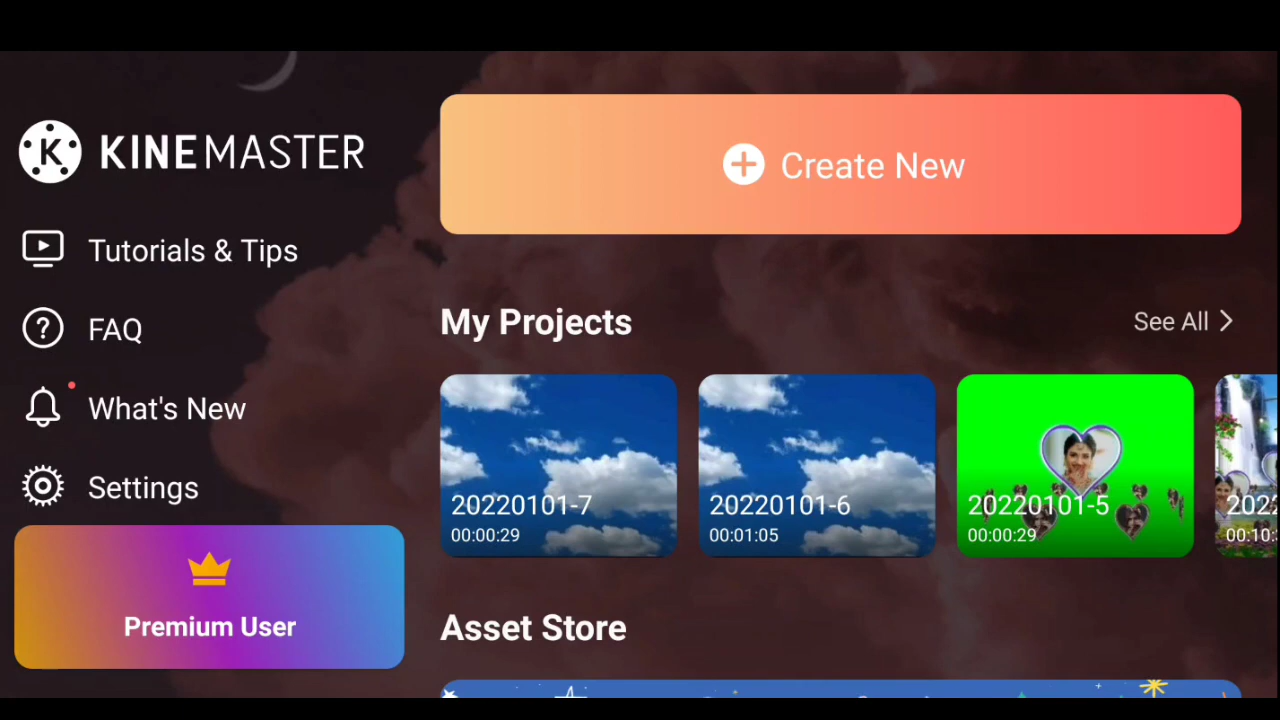 KINEMASTER
Tutorials & Tips
FAQ
What's New
Settings
Premium User
Create New
My Projects
See All
20220101-7
00:00:29
20220101-6
00:01:05
20220101-5
00:00:29
Asset Store